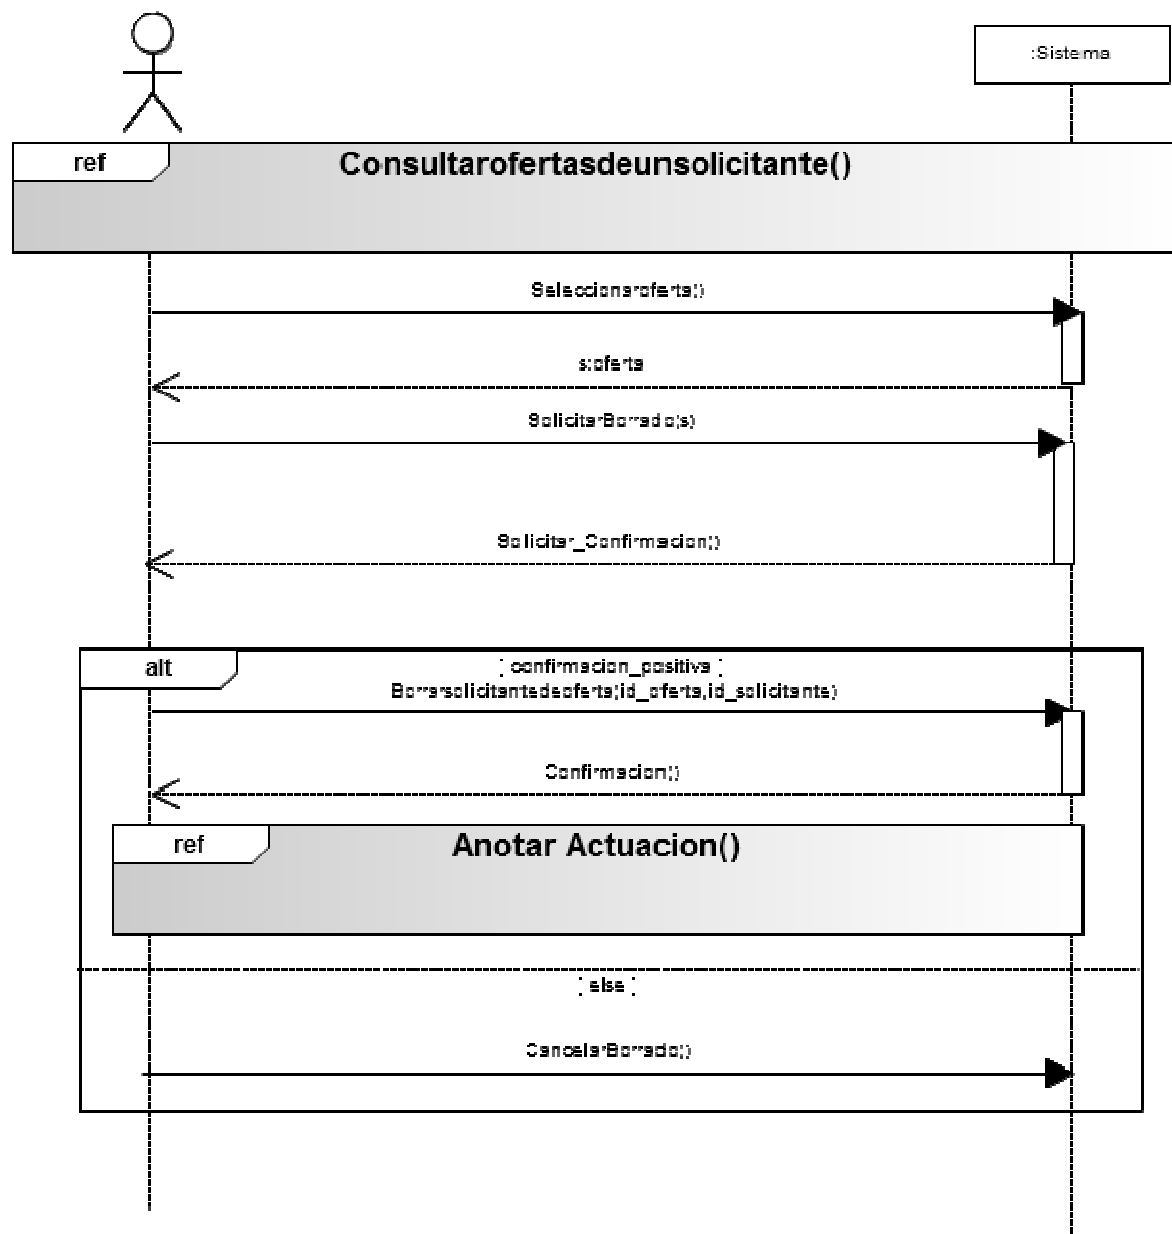 :Sistema
ref
Consultarofertasdeunsolicitante()
Seleccionaroferta()
s:oferta
SolicitarBorrado(s)
Solicitar_Confirmacion()
alt
[ confirmacion_positiva ]
Borrarsolicitantedeoferta(id_oferta,id_solicitante)
Confirmacion()
ref
Anotar Actuacion()
[ else ]
CancelarBorrado()